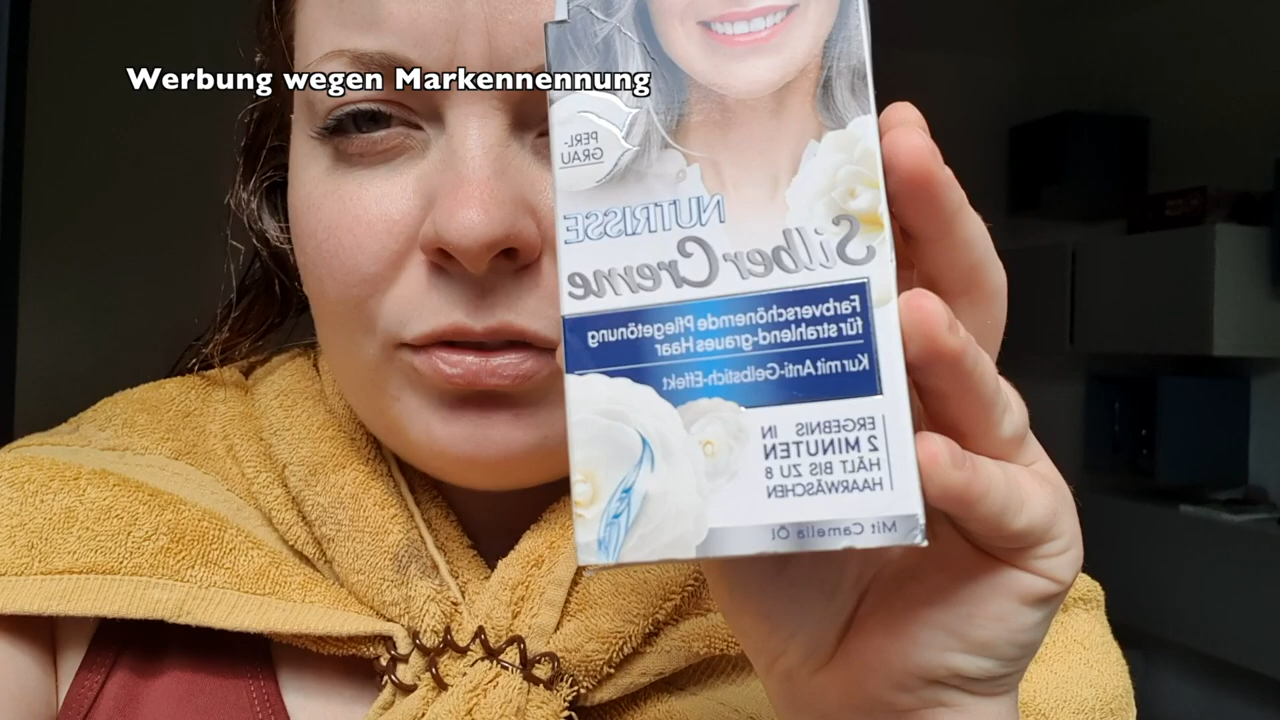 Werbung wegen Markennennung
PERL-
GRAU
NUTRISSE
Silber Creme
Farbverschönernde Pflegetönung
für strahlend-graues Haar
Kur mit Anti-Gelbstich-Effekt
ERGEBNIS IN
2 MINUTEN
HÄLT BIS ZU 8
HAARWÄSCHEN
Mit Camelia Öl